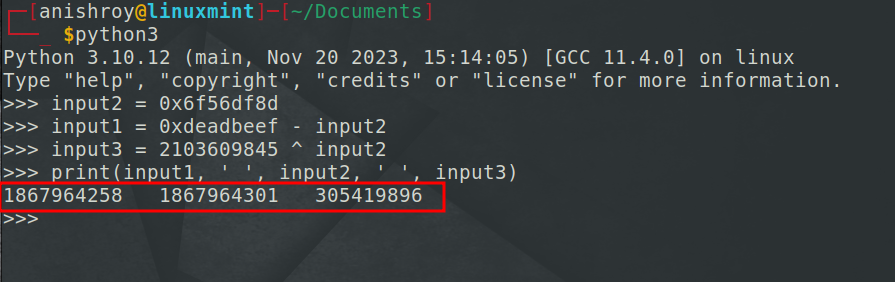 ┌─[anishroy@linuxmint]─[~/Documents]
└── $python3
Python 3.10.12 (main, Nov 20 2023, 15:14:05) [GCC 11.4.0] on linux
Type "help", "copyright", "credits" or "license" for more information.
>>> input2 = 0x6f56df8d
>>> input1 = 0xdeadbeef - input2
>>> input3 = 2103609845 ^ input2
>>> print(input1, ' ', input2, ' ', input3)
1867964258   1867964301   305419896
>>>